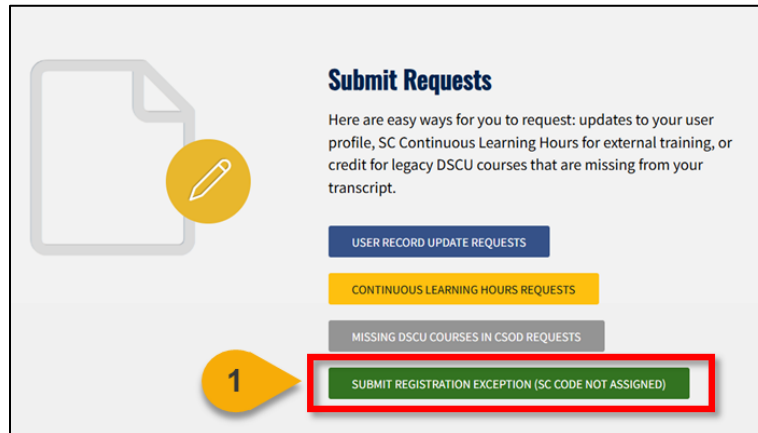 Submit Requests
Here are easy ways for you to request: updates to your user
profile, SC Continuous Learning Hours for external training, or
credit for legacy DSCU courses that are missing from your
transcript.
USER RECORD UPDATE REQUESTS
CONTINUOUS LEARNING HOURS REQUESTS
MISSING DSCU COURSES IN CSOD REQUESTS
1
SUBMIT REGISTRATION EXCEPTION (SC CODE NOT ASSIGNED)